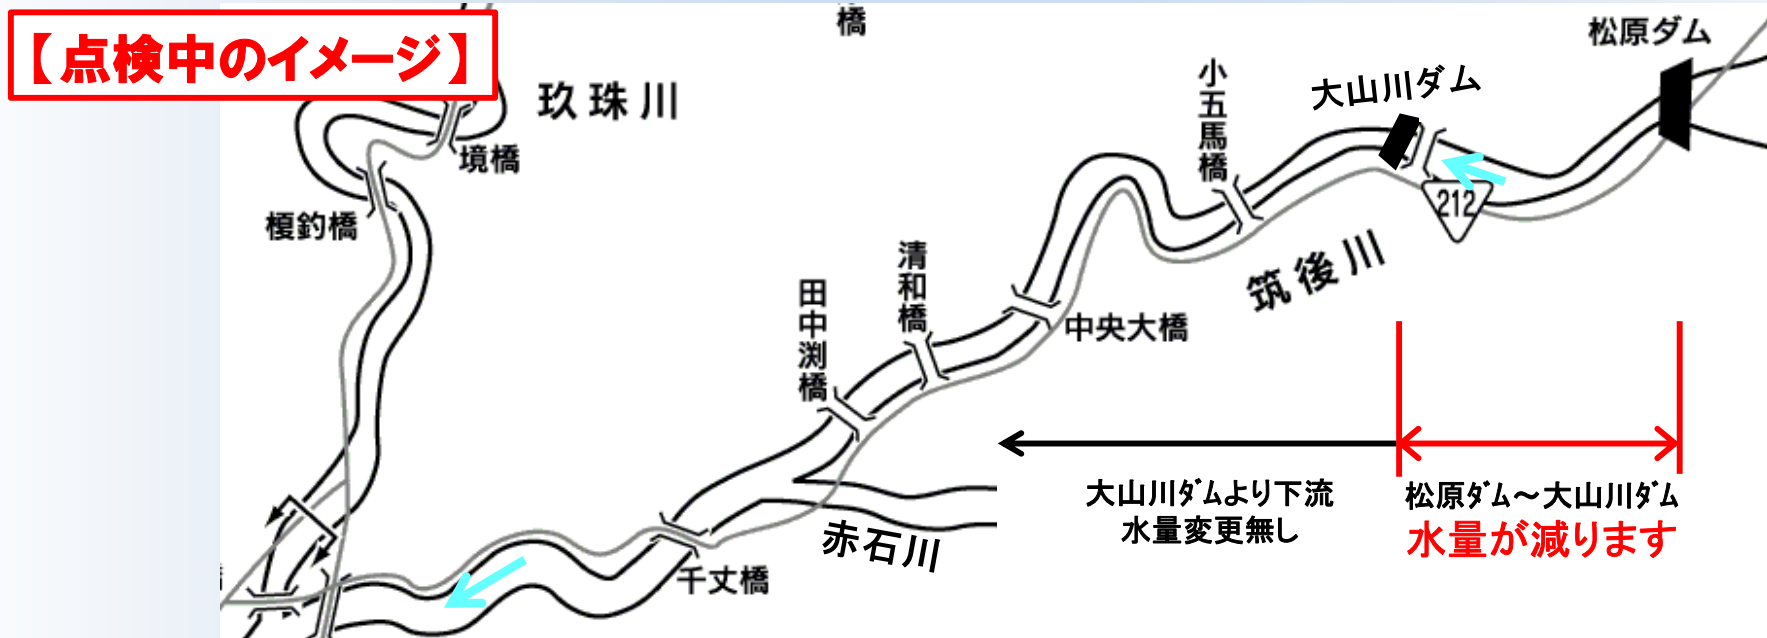 【点検中のイメージ】
橋
松原ダム
玖珠川
小五馬橋
大山川ダム
境橋
212
榎釣橋
清和橋
筑後川
田中渕橋
中央大橋
大山川ダムより下流
水量変更無し
松原ダム～大山川ダム
水量が減ります
赤石川
千丈橋